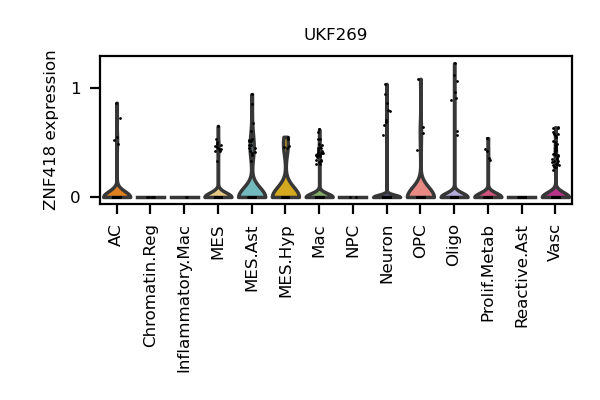 UKF269
ZNF418 expression
1
0
AC
Chromatin.Reg
Inflammatory.Mac
MES
MES.Ast
MES.Hyp
Mac
NPC
Neuron
OPC
Oligo
Prolif.Metab
Reactive.Ast
Vasc